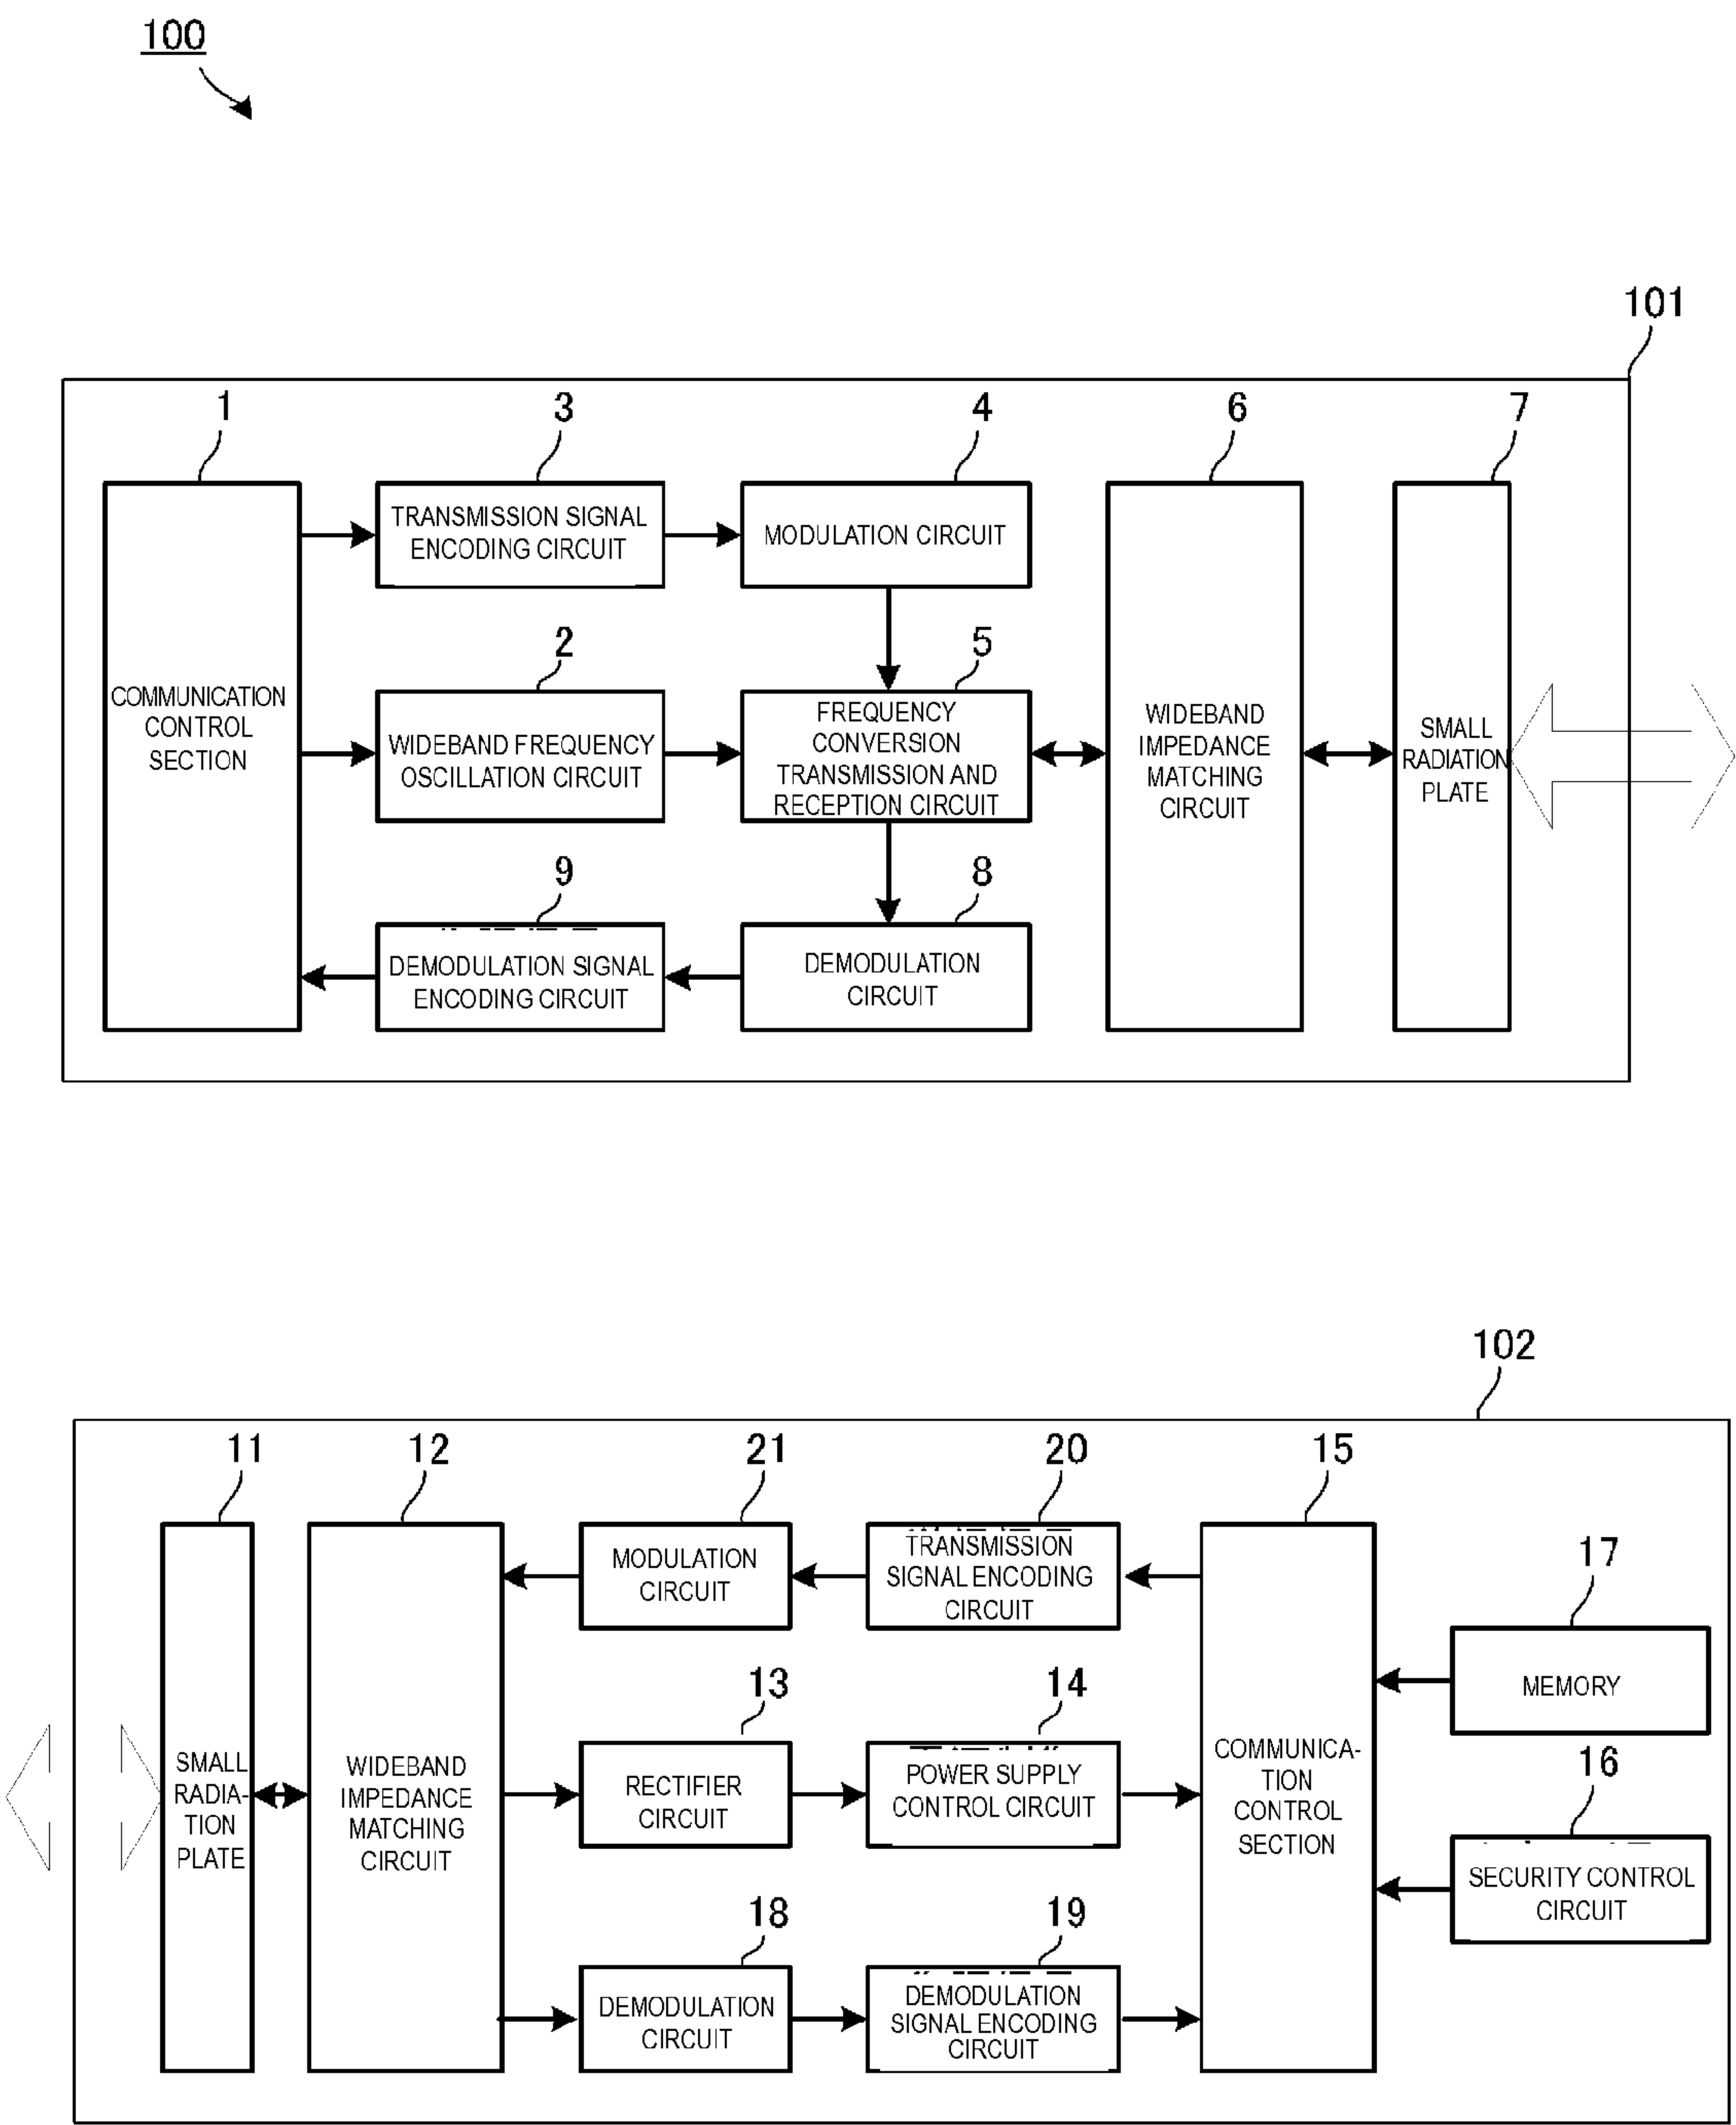 100
101
1
3
4
6
7
TRANSMISSION SIGNAL
ENCODING CIRCUIT
MODULATION CIRCUIT
2
5
COMMUNICATION
CONTROL
SECTION
WIDEBAND FREQUENCY
OSCILLATION CIRCUIT
FREQUENCY
CONVERSION
TRANSMISSION AND
RECEPTION CIRCUIT
WIDEBAND
IMPEDANCE
MATCHING
CIRCUIT
SMALL
RADIATION
PLATE
9
8
DEMODULATION SIGNAL
ENCODING CIRCUIT
DEMODULATION
CIRCUIT
102
11
12
21
20
15
MODULATION
CIRCUIT
TRANSMISSION
SIGNAL ENCODING
CIRCUIT
17
MEMORY
13
14
SMALL
RADIA-
TION
PLATE
WIDEBAND
IMPEDANCE
MATCHING
CIRCUIT
RECTIFIER
CIRCUIT
POWER SUPPLY
CONTROL CIRCUIT
COMMUNICA-
TION
CONTROL
SECTION
16
SECURITY CONTROL
CIRCUIT
18
19
DEMODULATION
CIRCUIT
DEMODULATION
SIGNAL ENCODING
CIRCUIT